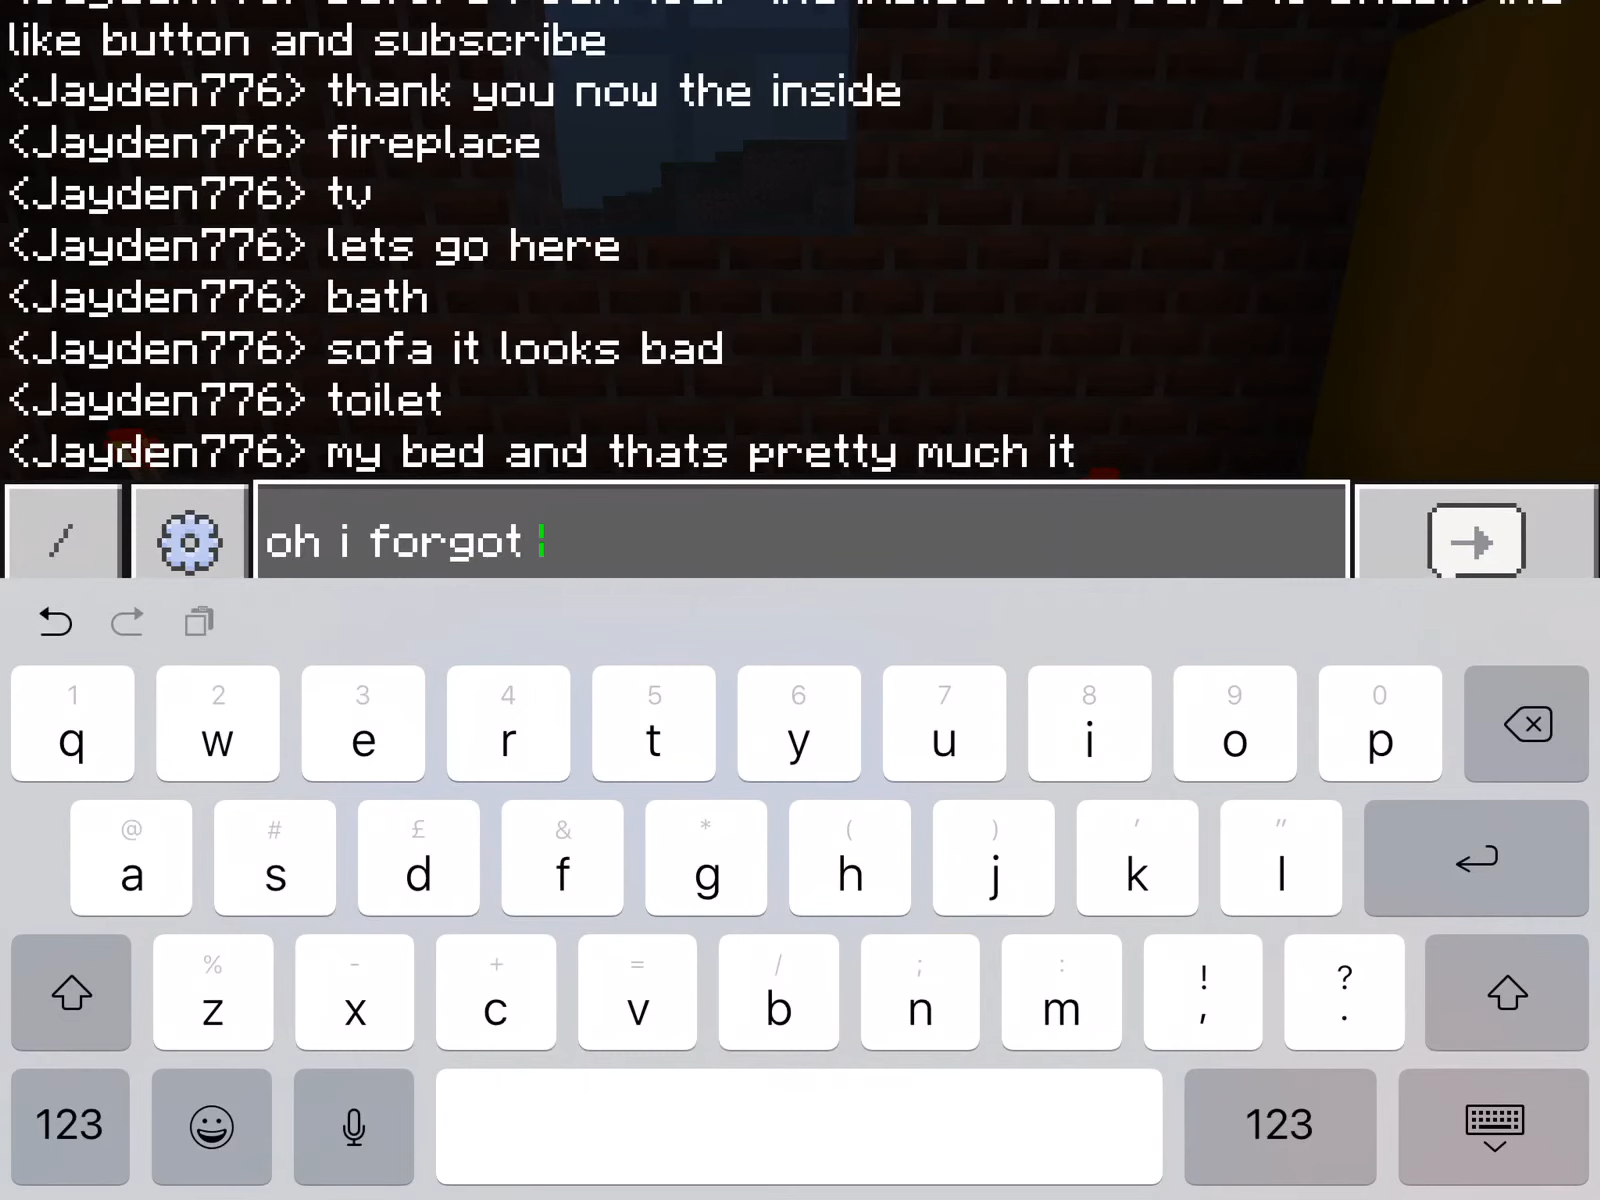 like button and subscribe
<Jayden776> thank you now the inside
<Jayden776> fireplace
<Jayden776> tv
<Jayden776> lets go here
<Jayden776> bath
<Jayden776> sofa it looks bad
<Jayden776> toilet
<Jayden776> my bed and thats pretty much it
/ oh i forgot
1 2 3 4 5 6 7 8 9 0
q w e r t y u i o p
@ # £ & * ( ) ' "
a s d f g h j k l
% - + = / ; : ! ?
z x c v b n m , .
123 123